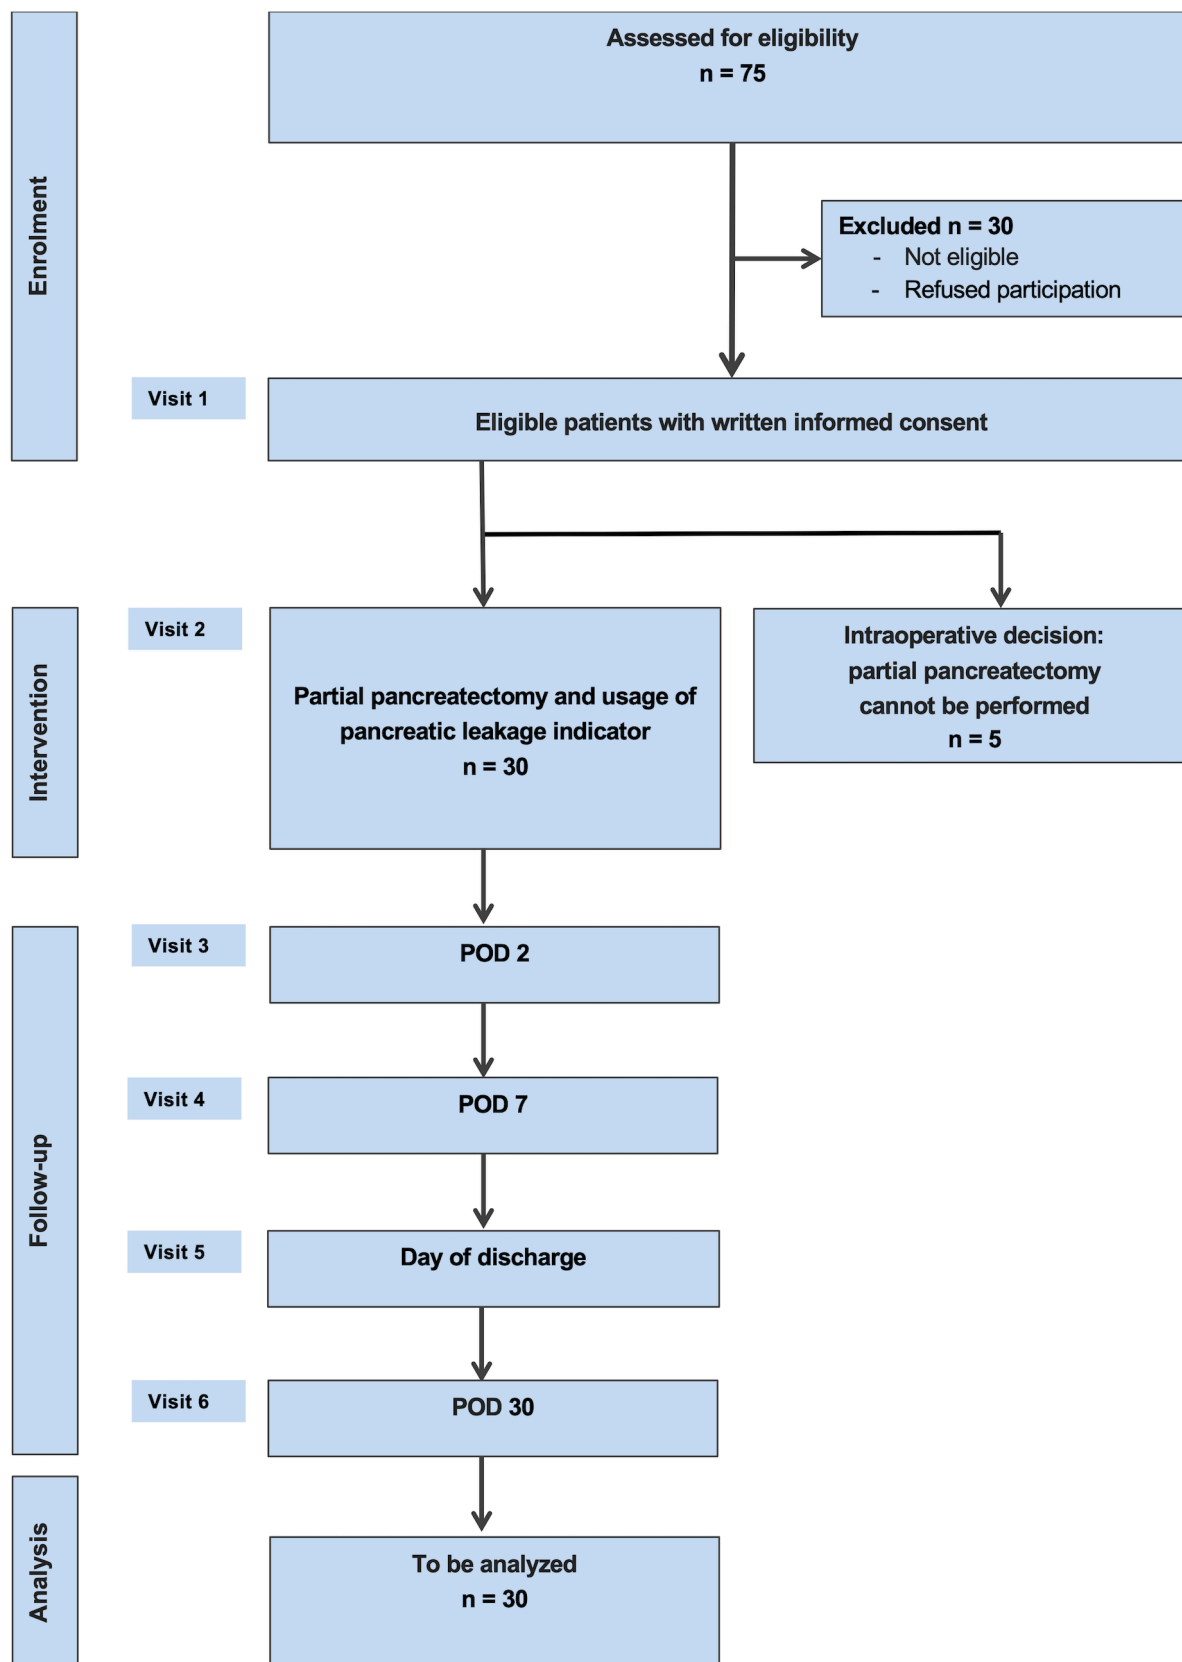 Enrolment
Assessed for eligibility
n = 75
Excluded n = 30
- Not eligible
- Refused participation
Visit 1
Eligible patients with written informed consent
Intervention
Visit 2
Partial pancreatectomy and usage of
pancreatic leakage indicator
n = 30
Intraoperative decision:
partial pancreatectomy
cannot be performed
n = 5
Follow-up
Visit 3
POD 2
Visit 4
POD 7
Visit 5
Day of discharge
Visit 6
POD 30
Analysis
To be analyzed
n = 30